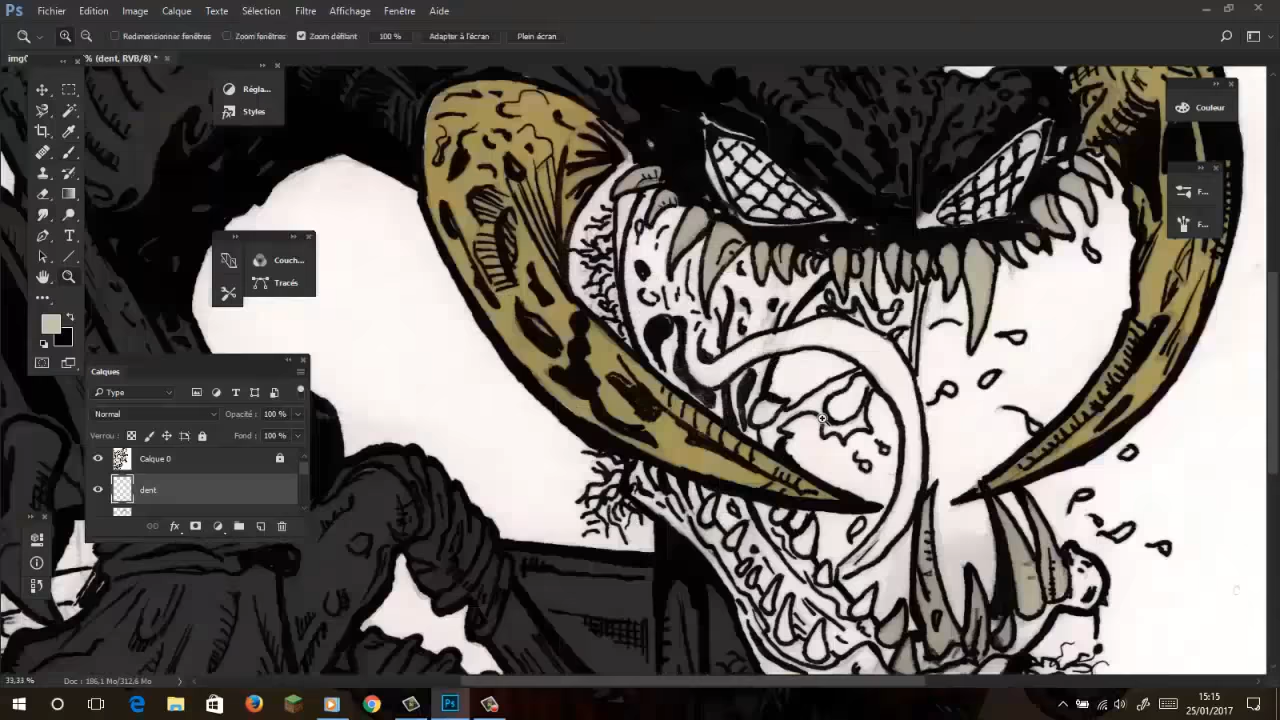 Ps Fichier Edition Image Calque Texte Sélection Filtre Affichage Fenêtre Aide
Redimensionner fenêtres Zoom fenêtres Zoom défilant 100 % Adapter à l'écran Plein écran
% (dent, RVB/8) * ×
Régla...
Styles
Couleur
F...
F...
Couch...
Tracés
Calques
Type
Normal Opacité : 100 %
Verrou : Fond : 100 %
Calque 0
dent
fx
33,33 % Doc : 186,1 Mo/312,6 Mo
Ps
15:15
25/01/2017